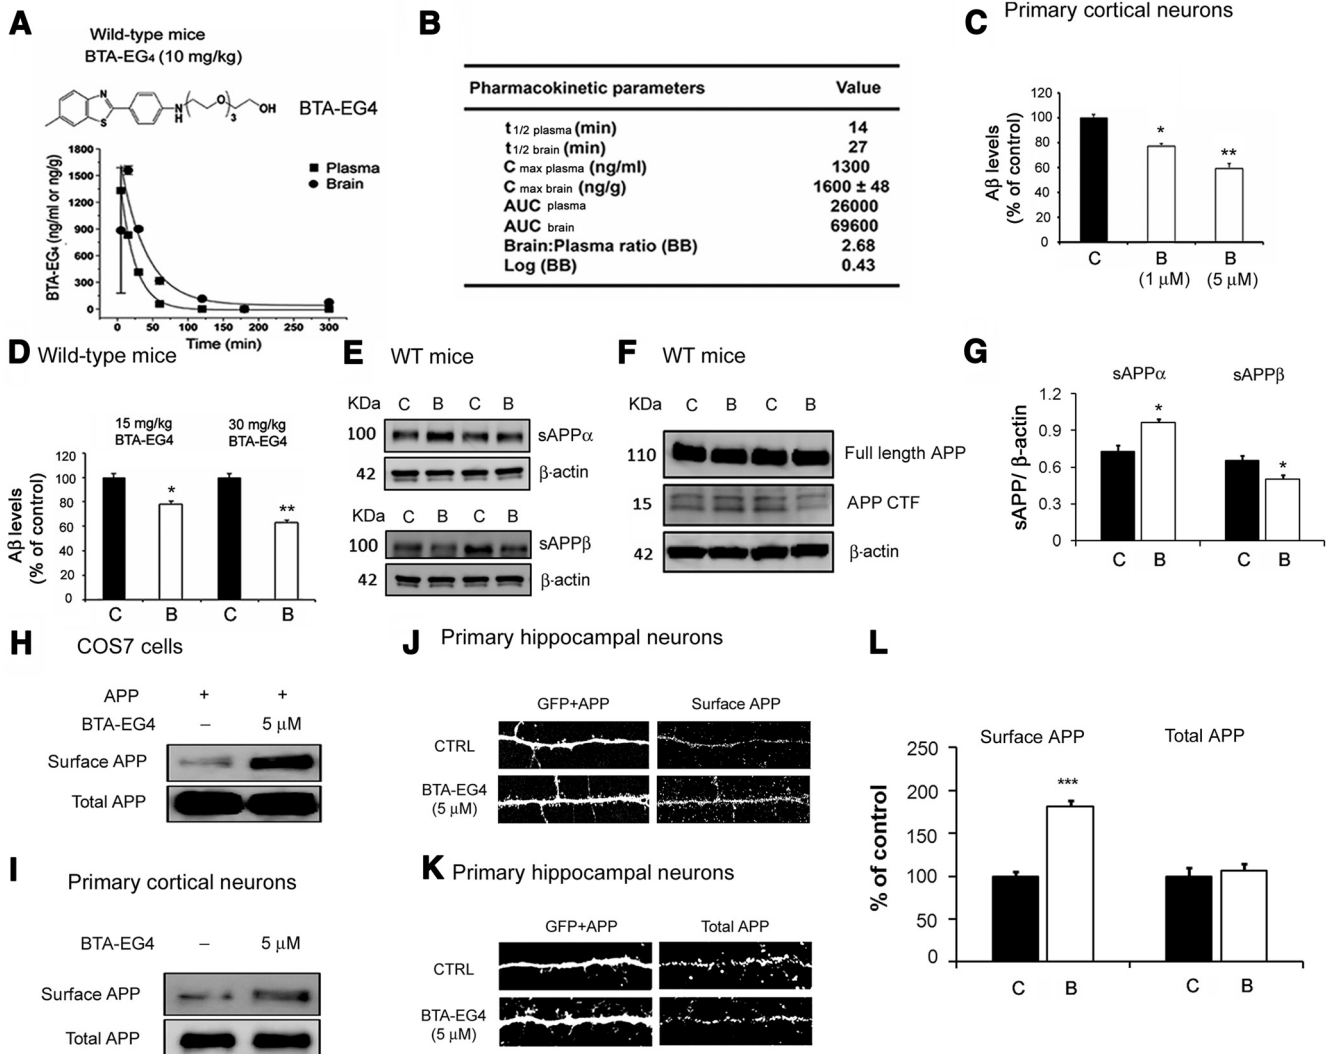 A
Wild-type mice
BTA-EG4 (10 mg/kg)
N
S
N
H
O
3
OH
BTA-EG4
BTA-EG4 (ng/ml or ng/g)
1800
1500
1200
900
600
300
0
Plasma
Brain
0 50 100 150 200 250 300
Time (min)
B
Pharmacokinetic parameters Value
t 1/2 plasma (min) 14
t 1/2 brain (min) 27
C max plasma (ng/ml) 1300
C max brain (ng/g) 1600 ± 48
AUC plasma 26000
AUC brain 69600
Brain:Plasma ratio (BB) 2.68
Log (BB) 0.43
C
Primary cortical neurons
Aβ levels
(% of control)
120
100
80
60
40
20
0
*
**
C B B
(1 μM) (5 μM)
D Wild-type mice
15 mg/kg 30 mg/kg
BTA-EG4 BTA-EG4
Aβ levels
(% of control)
120
100
80
60
40
20
0
*
**
C B C B
E WT mice
KDa C B C B
100 sAPPα
42 β-actin
KDa C B C B
100 sAPPβ
42 β-actin
F WT mice
KDa C B C B
110 Full length APP
15 APP CTF
42 β-actin
G
sAPPα sAPPβ
sAPP/ β-actin
1.2
0.9
0.6
0.3
0
*
*
C B C B
H COS7 cells
APP + +
BTA-EG4 – 5 μM
Surface APP
Total APP
I
Primary cortical neurons
BTA-EG4 – 5 μM
Surface APP
Total APP
J Primary hippocampal neurons
GFP+APP Surface APP
CTRL
BTA-EG4
(5 μM)
K Primary hippocampal neurons
GFP+APP Total APP
CTRL
BTA-EG4
(5 μM)
L
Surface APP Total APP
% of control
250
200
150
100
50
0
***
C B C B